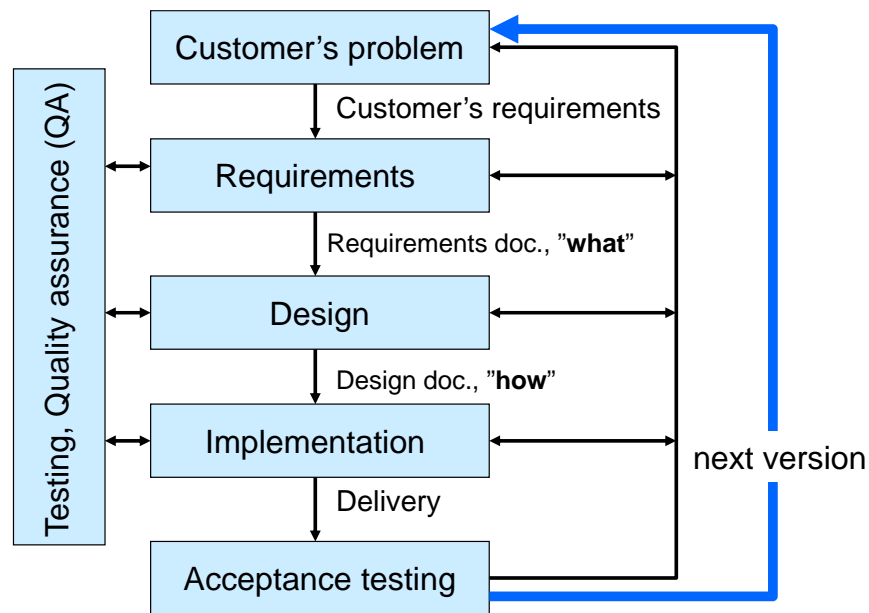 Customer’s problem
Customer’s requirements
Testing, Quality assurance (QA)
Requirements
Requirements doc., ”what”
Design
Design doc., ”how”
Implementation
next version
Delivery
Acceptance testing